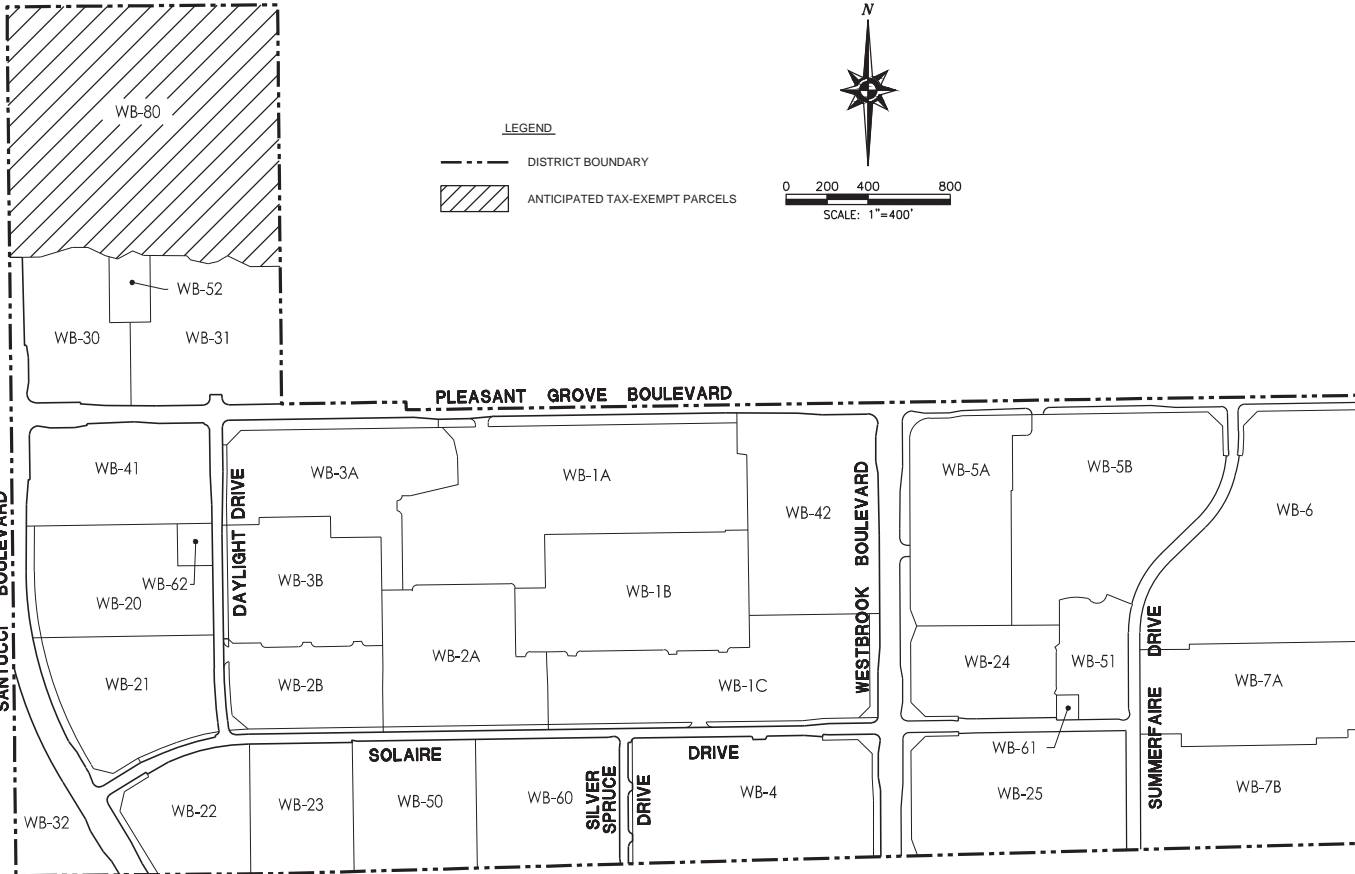 N
WB-80
LEGEND
DISTRICT BOUNDARY
ANTICIPATED TAX-EXEMPT PARCELS
0 200 400 800
SCALE: 1"=400'
WB-52
WB-30
WB-31
PLEASANT GROVE BOULEVARD
WB-41
WB-3A
WB-1A
WB-42
WB-5A
WB-5B
WB-6
SANTUCCI BOULEVARD
DAYLIGHT DRIVE
WESTBROOK BOULEVARD
WB-62
WB-20
WB-3B
WB-1B
WB-21
WB-2B
WB-2A
WB-1C
WB-24
WB-51
WB-61
SUMMERFAIRE DRIVE
WB-7A
SOLAIRE DRIVE
SILVER
SPRUCE
DRIVE
WB-32
WB-22
WB-23
WB-50
WB-60
WB-4
WB-25
WB-7B